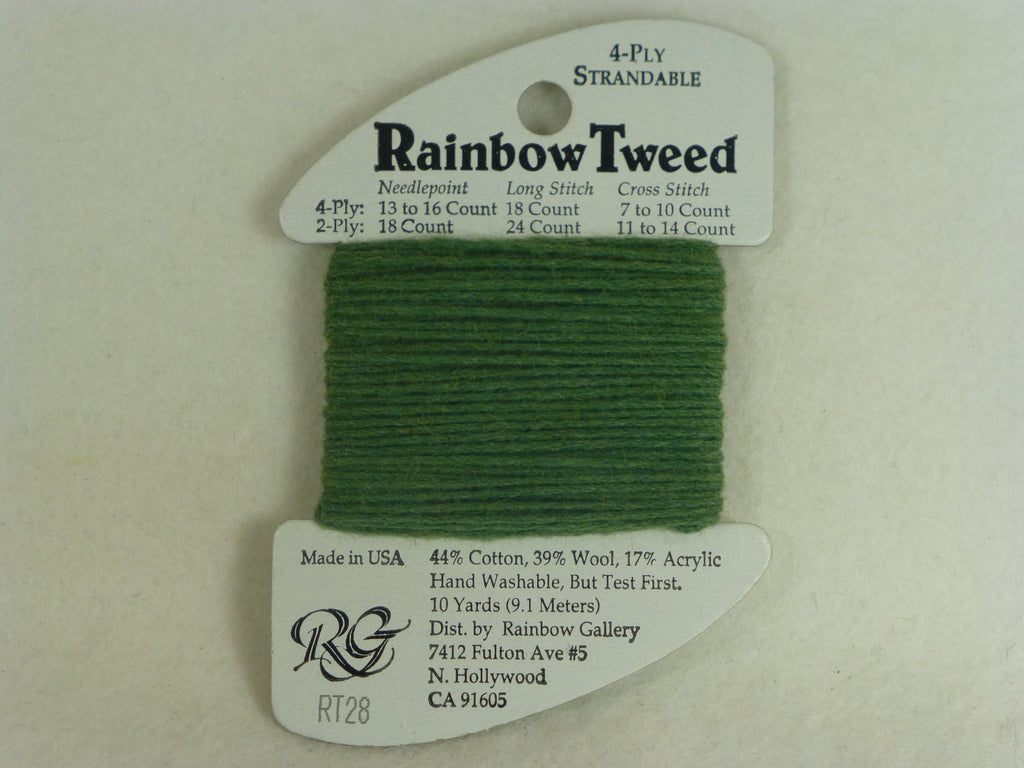 4-Ply
Strandable
Rainbow Tweed
Needlepoint Long Stitch Cross Stitch
4-Ply: 13 to 16 Count 18 Count 7 to 10 Count
2-Ply: 18 Count 24 Count 11 to 14 Count
Made in USA 44% Cotton, 39% Wool, 17% Acrylic
Hand Washable, But Test First.
10 Yards (9.1 Meters)
Dist. by Rainbow Gallery
7412 Fulton Ave #5
N. Hollywood
CA 91605
RG
RT28